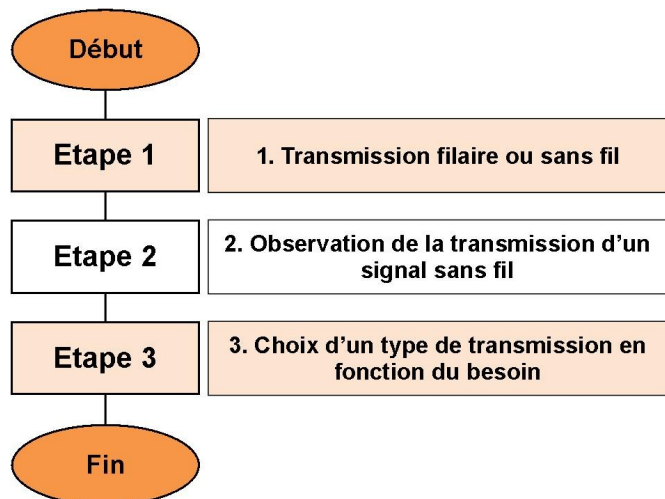 Début
Etape 1
1. Transmission filaire ou sans fil
Etape 2
2. Observation de la transmission d’un
signal sans fil
Etape 3
3. Choix d’un type de transmission en
fonction du besoin
Fin